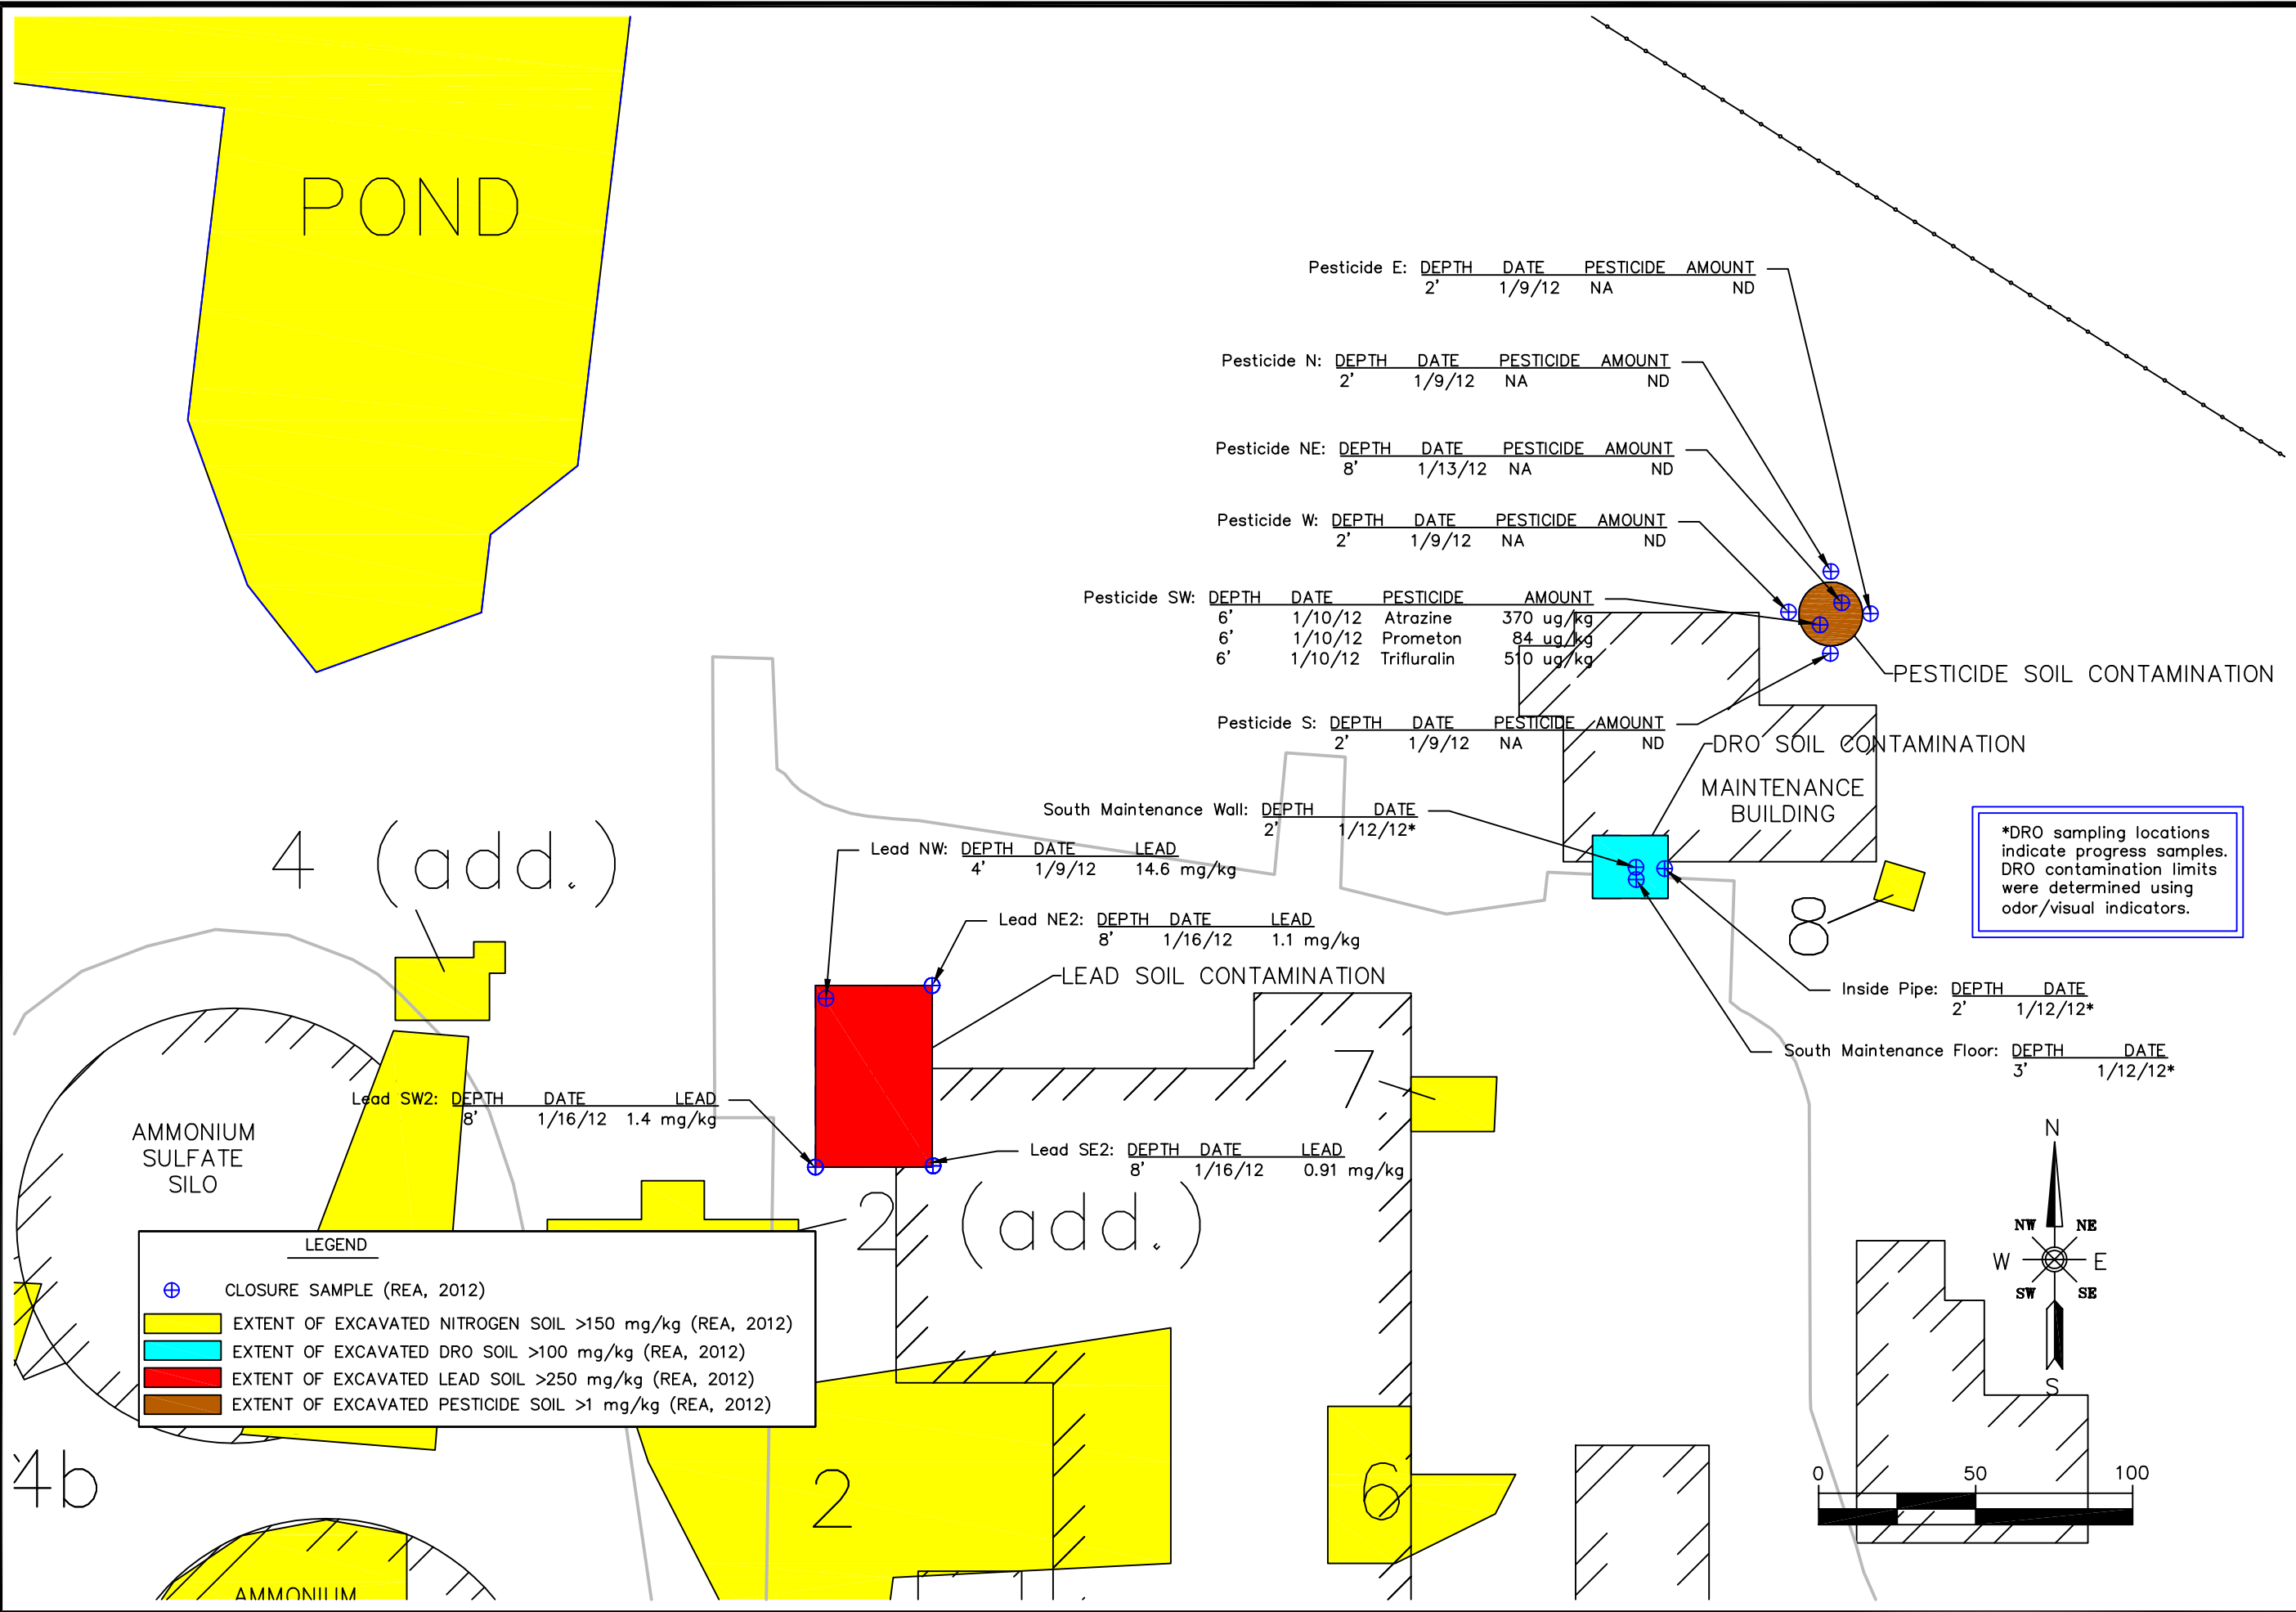 POND
Pesticide E: DEPTH DATE PESTICIDE AMOUNT
2' 1/9/12 NA ND
Pesticide N: DEPTH DATE PESTICIDE AMOUNT
2' 1/9/12 NA ND
Pesticide NE: DEPTH DATE PESTICIDE AMOUNT
8' 1/13/12 NA ND
Pesticide W: DEPTH DATE PESTICIDE AMOUNT
2' 1/9/12 NA ND
Pesticide SW: DEPTH DATE PESTICIDE AMOUNT
6' 1/10/12 Atrazine 370 ug/kg
6' 1/10/12 Prometon 84 ug/kg
6' 1/10/12 Trifluralin 510 ug/kg
PESTICIDE SOIL CONTAMINATION
Pesticide S: DEPTH DATE PESTICIDE AMOUNT
2' 1/9/12 NA ND
DRO SOIL CONTAMINATION
MAINTENANCE
BUILDING
South Maintenance Wall: DEPTH DATE
2' 1/12/12*
*DRO sampling locations
indicate progress samples.
DRO contamination limits
were determined using
odor/visual indicators.
4 (add.)
Lead NW: DEPTH DATE LEAD
4' 1/9/12 14.6 mg/kg
Lead NE2: DEPTH DATE LEAD
8' 1/16/12 1.1 mg/kg
8
LEAD SOIL CONTAMINATION
Inside Pipe: DEPTH DATE
2' 1/12/12*
South Maintenance Floor: DEPTH DATE
3' 1/12/12*
7
Lead SW2: DEPTH DATE LEAD
8' 1/16/12 1.4 mg/kg
AMMONIUM
SULFATE
SILO
Lead SE2: DEPTH DATE LEAD
8' 1/16/12 0.91 mg/kg
2 (add.)
N
NW NE
W E
SW SE
S
LEGEND
CLOSURE SAMPLE (REA, 2012)
EXTENT OF EXCAVATED NITROGEN SOIL >150 mg/kg (REA, 2012)
EXTENT OF EXCAVATED DRO SOIL >100 mg/kg (REA, 2012)
EXTENT OF EXCAVATED LEAD SOIL >250 mg/kg (REA, 2012)
EXTENT OF EXCAVATED PESTICIDE SOIL >1 mg/kg (REA, 2012)
4b
2
6
0 50 100
AMMONIUM